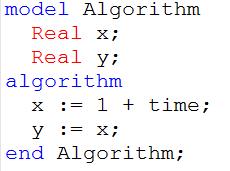 model Algorithm
  Real x;
  Real y;
algorithm
  x := 1 + time;
  y := x;
end Algorithm;